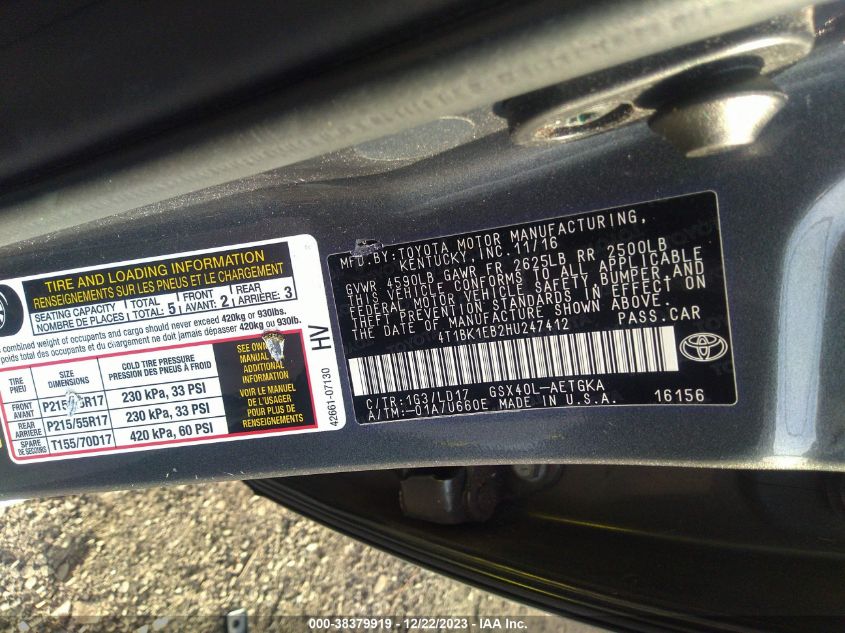 TIRE AND LOADING INFORMATION
RENSEIGNEMENTS SUR LES PNEUS ET LE CHARGEMENT
SEATING CAPACITY TOTAL FRONT REAR
NOMBRE DE PLACES TOTAL: 5 AVANT: 2 ARRIÈRE: 3
combined weight of occupants and cargo should never exceed 420kg or 930lbs.
poids total des occupants et du chargement ne doit jamais dépasser 420kg ou 930lb.
TIRE SIZE COLD TIRE PRESSURE
PNEU DIMENSIONS PRESSION DES PNEUS À FROID
FRONT AVANT 230 kPa, 33 PSI
REAR ARRIÈRE P215/55R17 230 kPa, 33 PSI
SPARE DE SECOURS T155/70D17 420 kPa, 60 PSI
SEE
MANUAL
ADDITIONAL
INFORMATION
VOIR LE MANUEL
DE L'USAGER
POUR PLUS DE
RENSEIGNEMENTS
HV
42661-07130
MFD.BY:TOYOTA MOTOR MANUFACTURING,
KENTUCKY, INC. 11/16
GVWR 4590LB GAWR FR 2625LB RR 2500LB
THIS VEHICLE CONFORMS TO ALL APPLICABLE
FEDERAL MOTOR VEHICLE SAFETY, BUMPER AND
THEFT PREVENTION STANDARDS IN EFFECT ON
THE DATE OF MANUFACTURE SHOWN ABOVE.
4T1BK1EB2HU247412 PASS.CAR
C/TR:1G3/LD17 GSX40L-AETGKA
A/TM:-01A/U660E MADE IN U.S.A. 16156
000-38379919 - 12/22/2023 - IAA Inc.